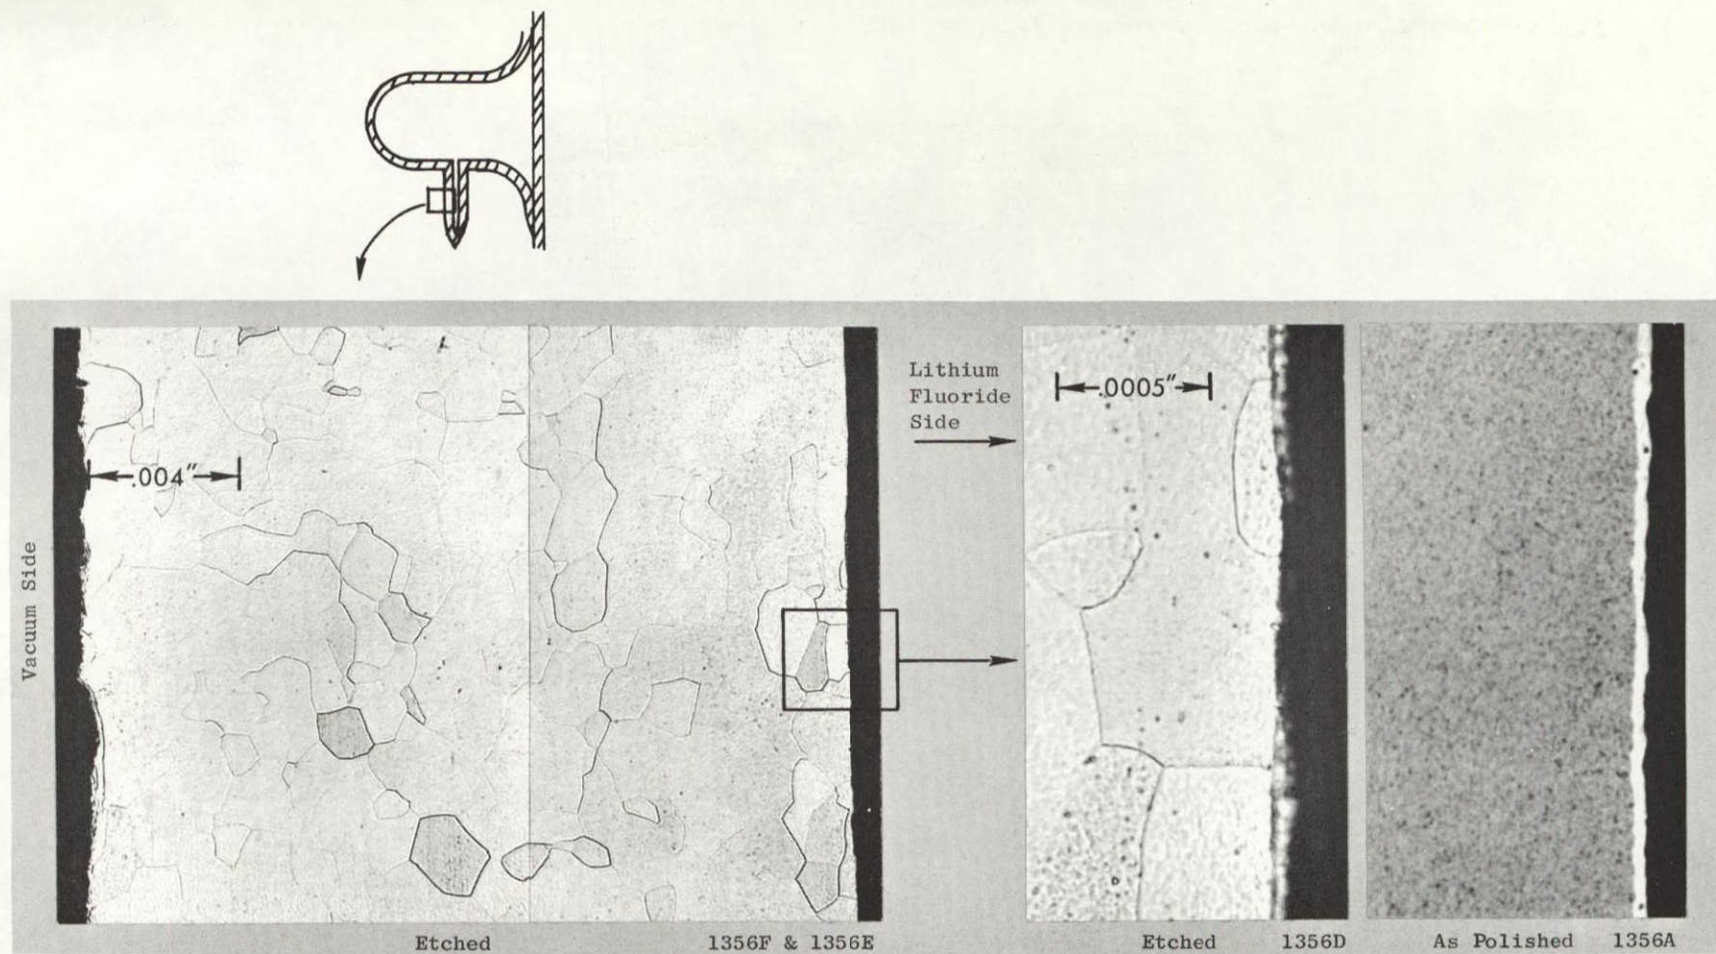 Vacuum Side
.004"
Lithium
Fluoride
Side
.0005"
Etched
1356F & 1356E
Etched
1356D
As Polished
1356A